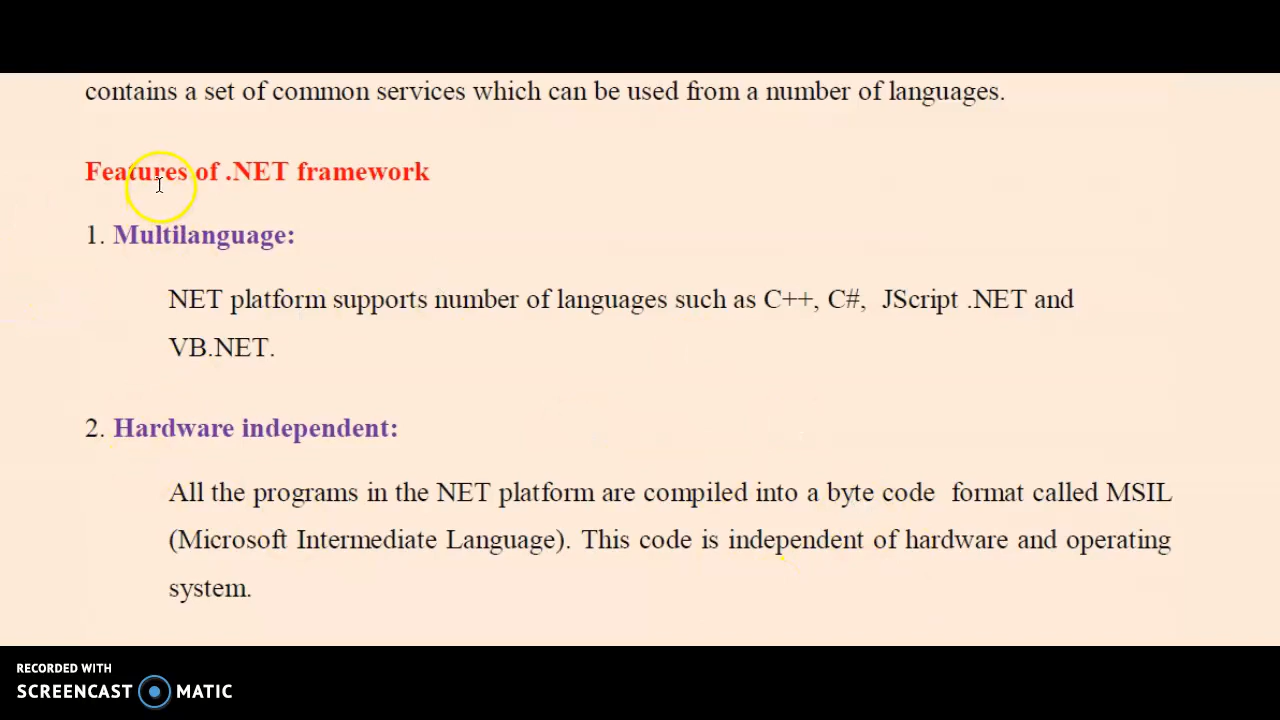 contains a set of common services which can be used from a number of languages.
Features of .NET framework
1. Multilanguage:
NET platform supports number of languages such as C++, C#, JScript .NET and
VB.NET.
2. Hardware independent:
All the programs in the NET platform are compiled into a byte code format called MSIL
(Microsoft Intermediate Language). This code is independent of hardware and operating
system.
RECORDED WITH
SCREENCAST MATIC